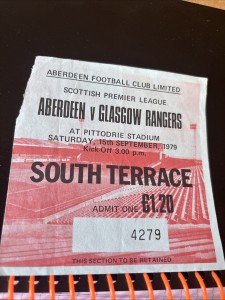 ABERDEEN FOOTBALL CLUB LIMITED
SCOTTISH PREMIER LEAGUE
ABERDEEN v GLASGOW RANGERS
AT PITTODRIE STADIUM
SATURDAY, 15th SEPTEMBER, 1979
Kick-Off 3.00 p.m.
SOUTH TERRACE
ADMIT ONE £1.20
4279
THIS SECTION TO BE RETAINED